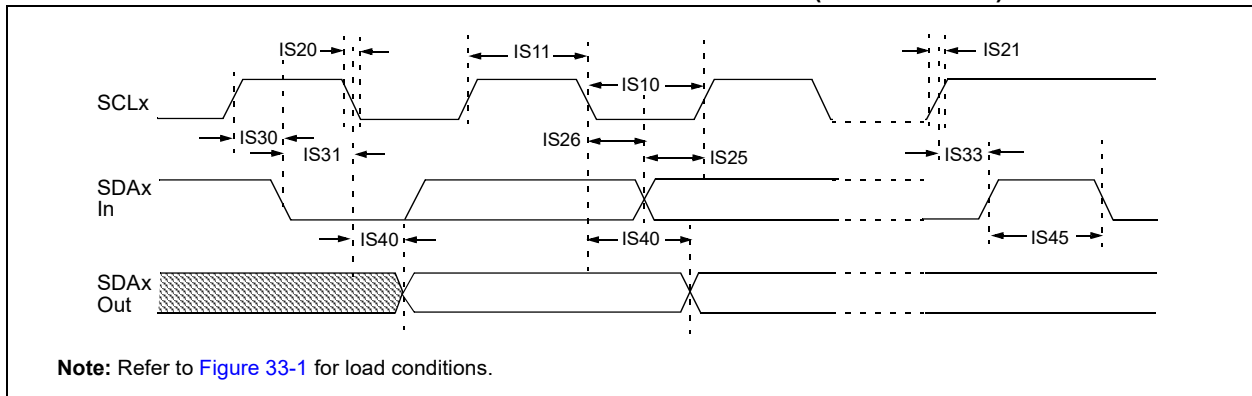 IS20
IS11
IS21
IS10
SCLx
IS30
IS26
IS31
IS25
IS33
SDAx
In
IS40
IS40
IS45
SDAx
Out
Note: Refer to Figure 33-1 for load conditions.